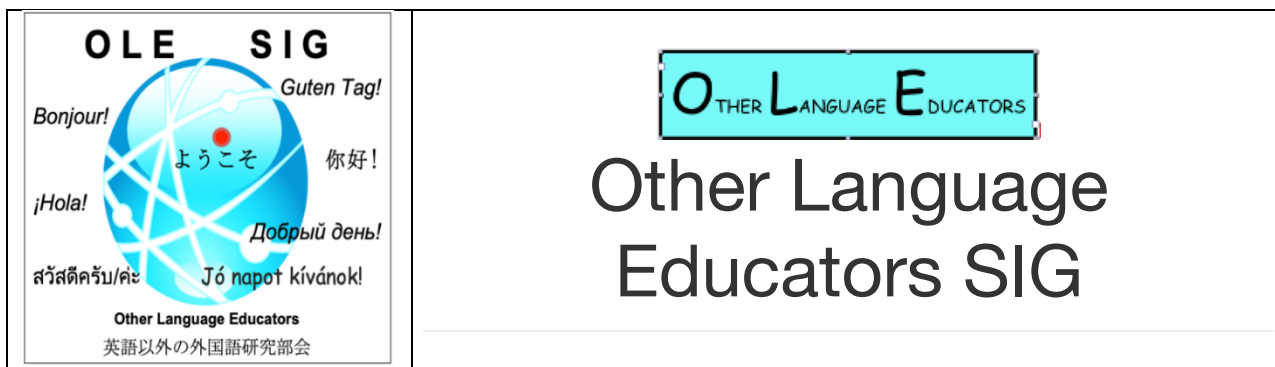 OLE SIG
Guten Tag!
Bonjour!
ようこそ
你好!
¡Hola!
Добрый день!
สวัสดีครับ/ค่ะ
Jó napot kívánok!
Other Language Educators
英語以外の外国語研究部会
OTHER LANGUAGE EDUCATORS
Other Language
Educators SIG